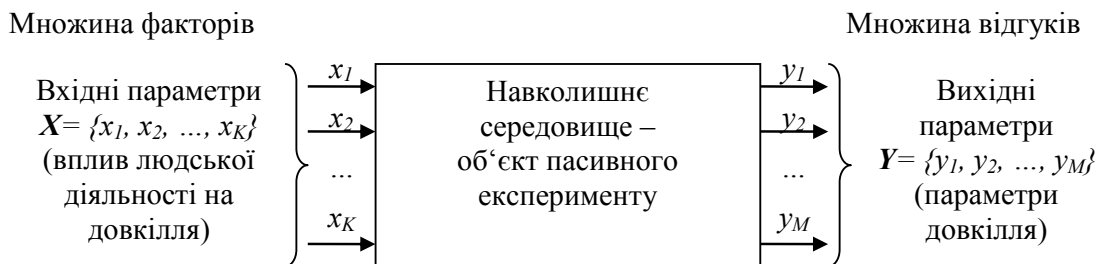 Множина факторів
Множина відгуків
Вхідні параметри
X= {x1, x2, ..., xK}
(вплив людської
діяльності на
довкілля)
x1
x2
...
xK
Навколишнє
середовище –
об‘єкт пасивного
експерименту
y1
y2
...
yM
Вихідні
параметри
Y= {y1, y2, ..., yM}
(параметри
довкілля)